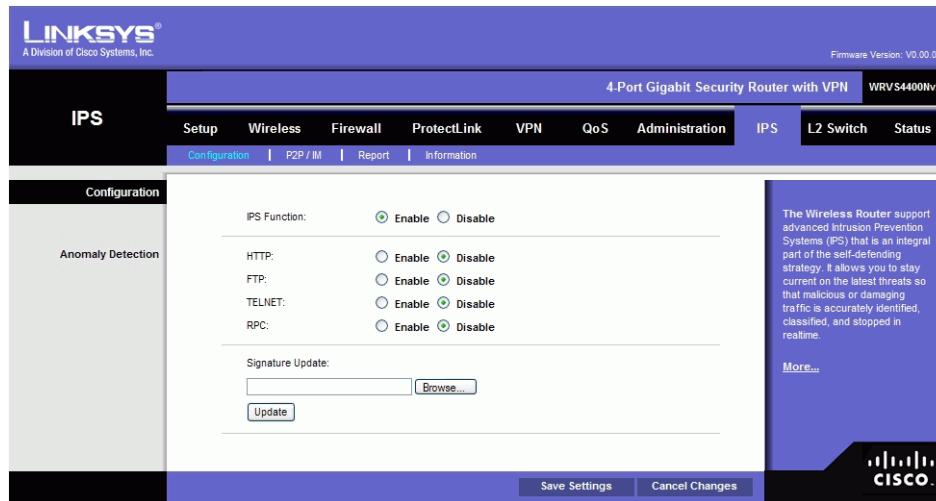 LINKSYS®
A Division of Cisco Systems, Inc.
Firmware Version: V0.00.0
4-Port Gigabit Security Router with VPN WRVS4400Nv
IPS
Setup Wireless Firewall ProtectLink VPN QoS Administration IPS L2 Switch Status
Configuration | P2P / IM | Report | Information
Configuration
IPS Function: Enable Disable
Anomaly Detection
HTTP: Enable Disable
FTP: Enable Disable
TELNET: Enable Disable
RPC: Enable Disable
Signature Update:
Browse...
Update
The Wireless Router support
advanced Intrusion Prevention
Systems (IPS) that is an integral
part of the self-defending
strategy. It allows you to stay
current on the latest threats so
that malicious or damaging
traffic is accurately identified,
classified, and stopped in
realtime.
More...
Save Settings Cancel Changes
CISCO.